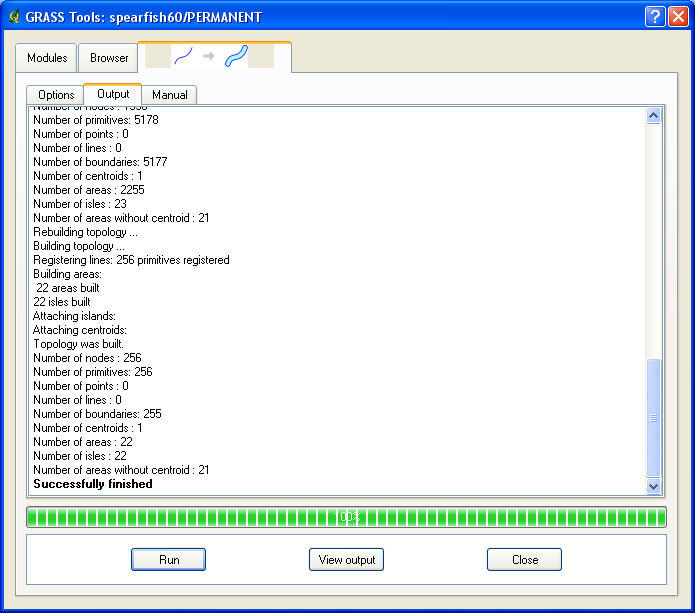 GRASS Tools: spearfish60/PERMANENT
Modules
Browser
Options
Output
Manual
Number of nodes : 1998
Number of primitives: 5178
Number of points : 0
Number of lines : 0
Number of boundaries: 5177
Number of centroids : 1
Number of areas : 2255
Number of isles : 23
Number of areas without centroid : 21
Rebuilding topology ...
Building topology ...
Registering lines: 256 primitives registered
Building areas:
22 areas built
22 isles built
Attaching islands:
Attaching centroids:
Topology was built.
Number of nodes : 256
Number of primitives: 256
Number of points : 0
Number of lines : 0
Number of boundaries: 255
Number of centroids : 1
Number of areas : 22
Number of isles : 22
Number of areas without centroid : 21
Successfully finished
100%
Run
View output
Close